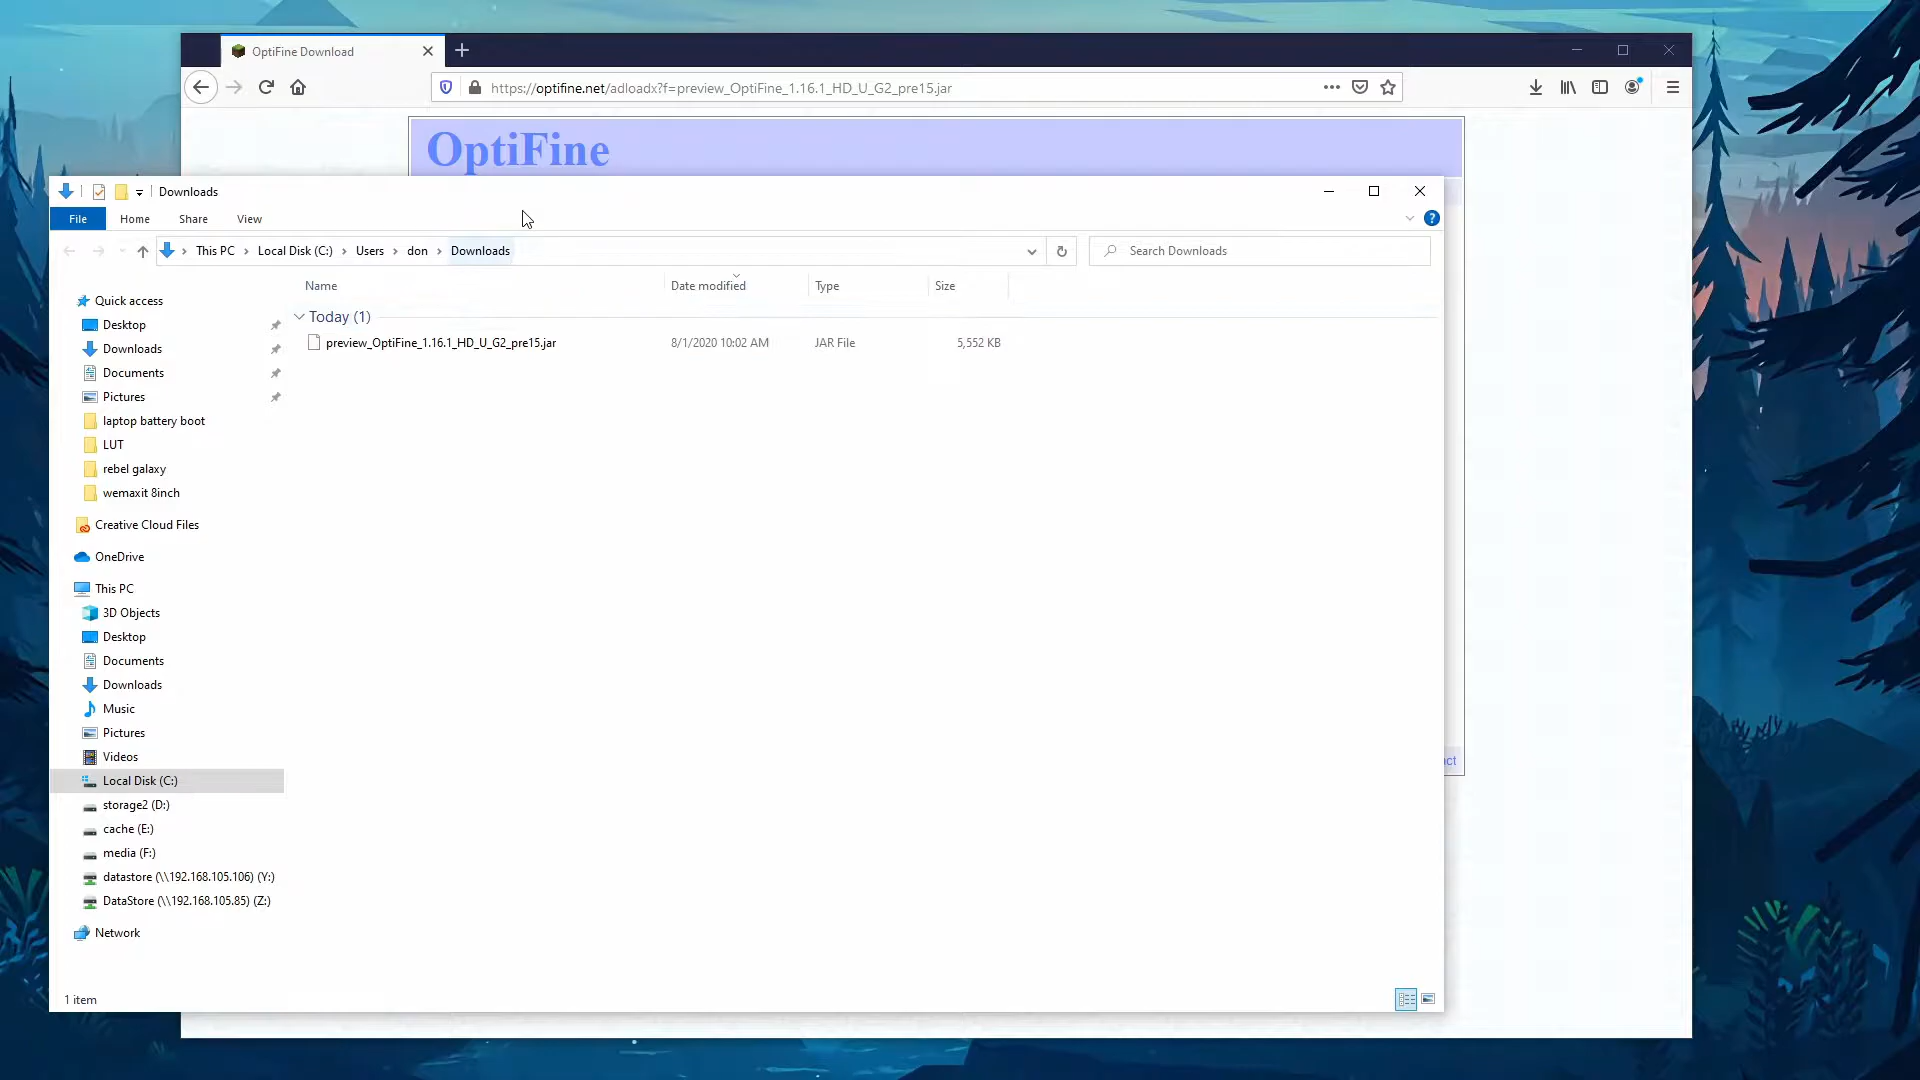 OptiFine Download
https://optifine.net/adloadx?f=preview_OptiFine_1.16.1_HD_U_G2_pre15.jar
OptiFine
Downloads
File Home Share View
This PC Local Disk (C:) Users don Downloads
Search Downloads
Name Date modified Type Size
Today (1)
preview_OptiFine_1.16.1_HD_U_G2_pre15.jar 8/1/2020 10:02 AM JAR File 5,552 KB
Quick access
Desktop
Downloads
Documents
Pictures
laptop battery boot
LUT
rebel galaxy
wemaxit 8inch
Creative Cloud Files
OneDrive
This PC
3D Objects
Desktop
Documents
Downloads
Music
Pictures
Videos
Local Disk (C:)
storage2 (D:)
cache (E:)
media (F:)
datastore (\\192.168.105.106) (Y:)
DataStore (\\192.168.105.85) (Z:)
Network
1 item